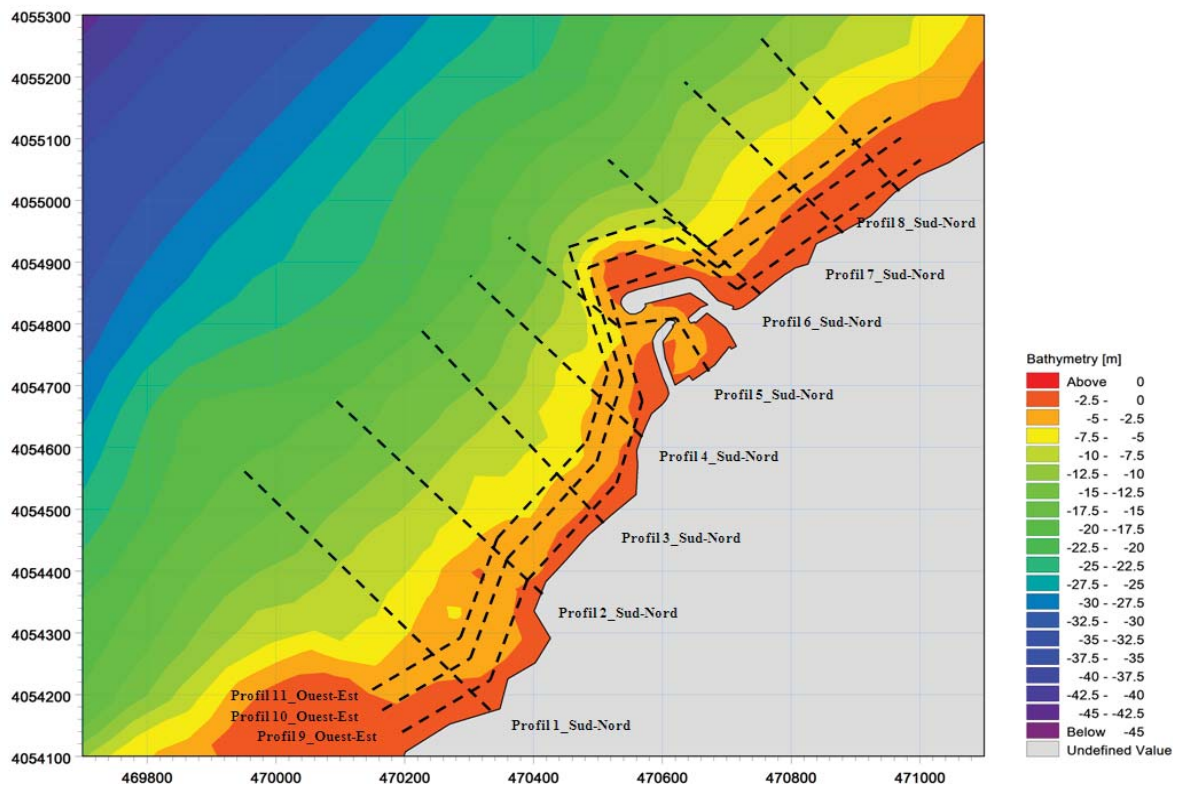 4055300
4055200
4055100
4055000
4054900
4054800
4054700
4054600
4054500
4054400
4054300
4054200
4054100
469800 470000 470200 470400 470600 470800 471000
Profil 8_Sud-Nord
Profil 7_Sud-Nord
Profil 6_Sud-Nord
Profil 5_Sud-Nord
Profil 4_Sud-Nord
Profil 3_Sud-Nord
Profil 2_Sud-Nord
Profil 11_Ouest-Est
Profil 10_Ouest-Est
Profil 9_Ouest-Est
Profil 1_Sud-Nord
Bathymetry [m]
Above 0
-2.5 - 0
-5 - -2.5
-7.5 - -5
-10 - -7.5
-12.5 - -10
-15 - -12.5
-17.5 - -15
-20 - -17.5
-22.5 - -20
-25 - -22.5
-27.5 - -25
-30 - -27.5
-32.5 - -30
-35 - -32.5
-37.5 - -35
-40 - -37.5
-42.5 - -40
-45 - -42.5
Below -45
Undefined Value